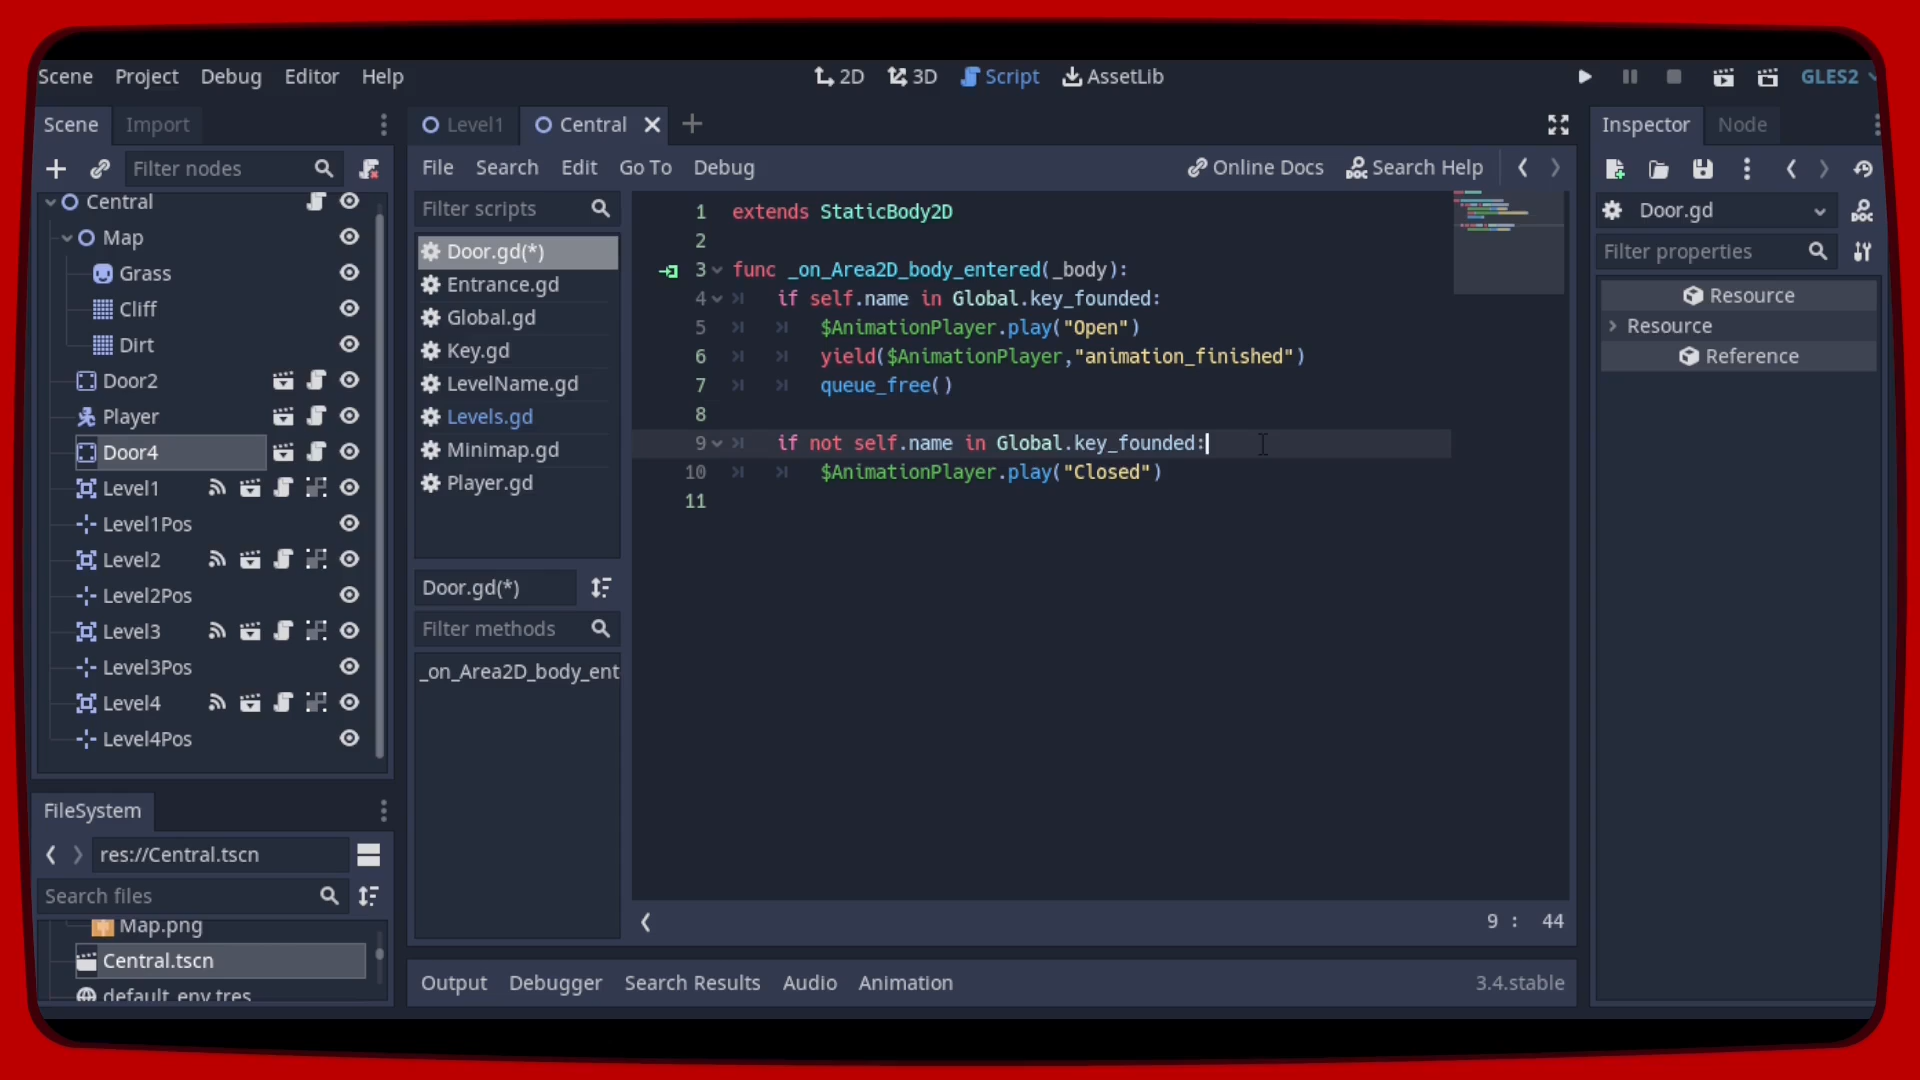 Scene Project Debug Editor Help
2D 3D Script AssetLib
GLES2
Scene Import
Filter nodes
Central
Map
Grass
Cliff
Dirt
Door2
Player
Door4
Level1
Level1Pos
Level2
Level2Pos
Level3
Level3Pos
Level4
Level4Pos
FileSystem
res://Central.tscn
Search files
Map.png
Central.tscn
default_env.tres
Level1 Central
File Search Edit Go To Debug
Online Docs Search Help
Filter scripts
Door.gd(*)
Entrance.gd
Global.gd
Key.gd
LevelName.gd
Levels.gd
Minimap.gd
Player.gd
Door.gd(*)
Filter methods
_on_Area2D_body_ent
1 extends StaticBody2D
2
3 func _on_Area2D_body_entered(_body):
4 if self.name in Global.key_founded:
5 $AnimationPlayer.play("Open")
6 yield($AnimationPlayer,"animation_finished")
7 queue_free()
8
9 if not self.name in Global.key_founded:
10 $AnimationPlayer.play("Closed")
11
9 : 44
Output Debugger Search Results Audio Animation
3.4.stable
Inspector Node
Door.gd
Filter properties
Resource
Resource
Reference